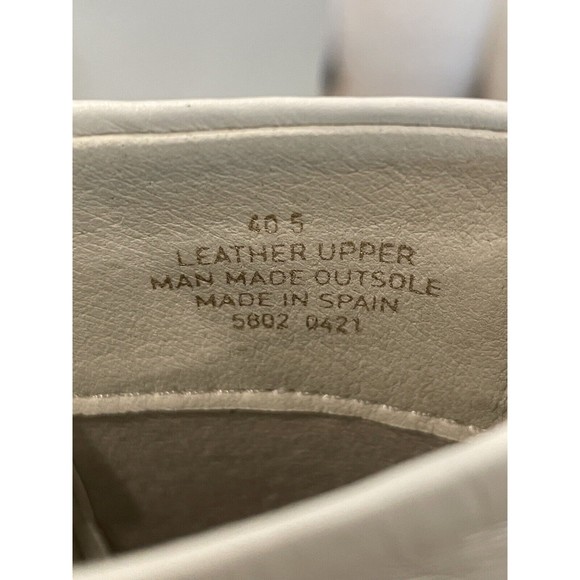 40 5
LEATHER UPPER
MAN MADE OUTSOLE
MADE IN SPAIN
5802 0421